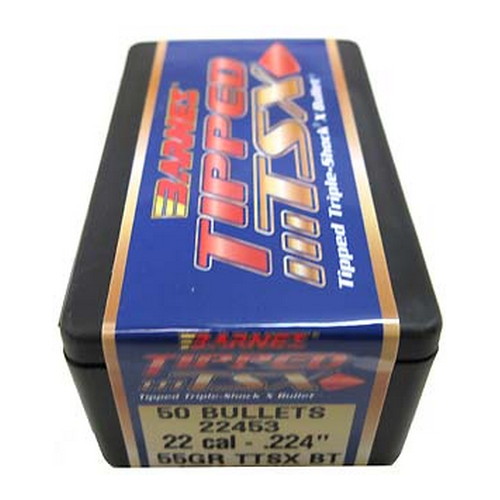 BARNES
TIPPED
TSX
Tipped Triple-Shock X Bullet
BARNES
TIPPED
TSX
Tipped Triple-Shock X Bullet
50 BULLETS
22453
22 cal - .224"
55GR TTSX BT